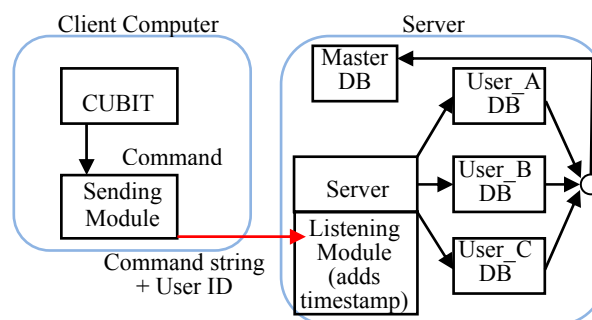 Client Computer
CUBIT
Command
Sending
Module
Command string
+ User ID
Server
Master
DB
User_A
DB
User_B
DB
User_C
DB
Server
Listening
Module
(adds
timestamp)